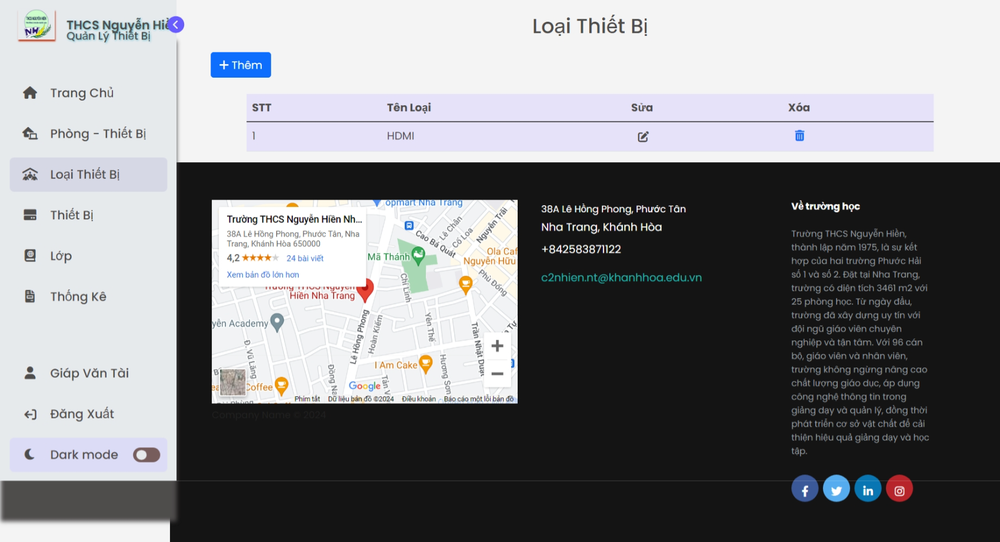 THCS NGUYỄN HIỀN
NH
THCS Nguyễn Hiề
Quản Lý Thiết Bị
Trang Chủ
Phòng - Thiết Bị
Loại Thiết Bị
Thiết Bị
Lớp
Thống Kê
Giáp Văn Tài
Đăng Xuất
Dark mode
Loại Thiết Bị
+ Thêm
STT Tên Loại Sửa Xóa
1 HDMI
opmart Nha Trang
Trường THCS Nguyễn Hiền Nh...
38A Lê Hồng Phong, Phước Tân, Nha
Trang, Khánh Hòa 650000
4,2 24 bài viết
Xem bản đồ lớn hơn
Lê Chân
Cổ Loa
Nguyễn Trãi
Cao Bá Quát
Mã Thánh
Ola Caf
Nguyễn Hữu
Phù Đổng
Chí Linh
Trường THCS Nguyễn
Hiền Nha Trang
yễn Academy
Lê Hồng Phong
Hoàn Kiếm
Yên Thế
Trần Nhật Duật
Đ. Vũ Lăng
I Am Cake
Hương Sơn
Đồng Na
Tản V
Coffee
Google
Phím tắt Dữ liệu bản đồ ©2024 Điều khoản Báo cáo một lỗi bản đồ
Company Name © 2024
38A Lê Hồng Phong, Phước Tân
Nha Trang, Khánh Hòa
+842583871122
c2nhien.nt@khanhhoa.edu.vn
Về trường học
Trường THCS Nguyễn Hiền,
thành lập năm 1975, là sự kết
hợp của hai trường Phước Hải
số 1 và số 2. Đặt tại Nha Trang,
trường có diện tích 3461 m2 với
25 phòng học. Từ ngày đầu,
trường đã xây dựng uy tín với
đội ngũ giáo viên chuyên
nghiệp và tận tâm. Với 96 cán
bộ, giáo viên và nhân viên,
trường không ngừng nâng cao
chất lượng giáo dục, áp dụng
công nghệ thông tin trong
giảng dạy và quản lý, đồng thời
phát triển cơ sở vật chất để cải
thiện hiệu quả giảng dạy và học
tập.